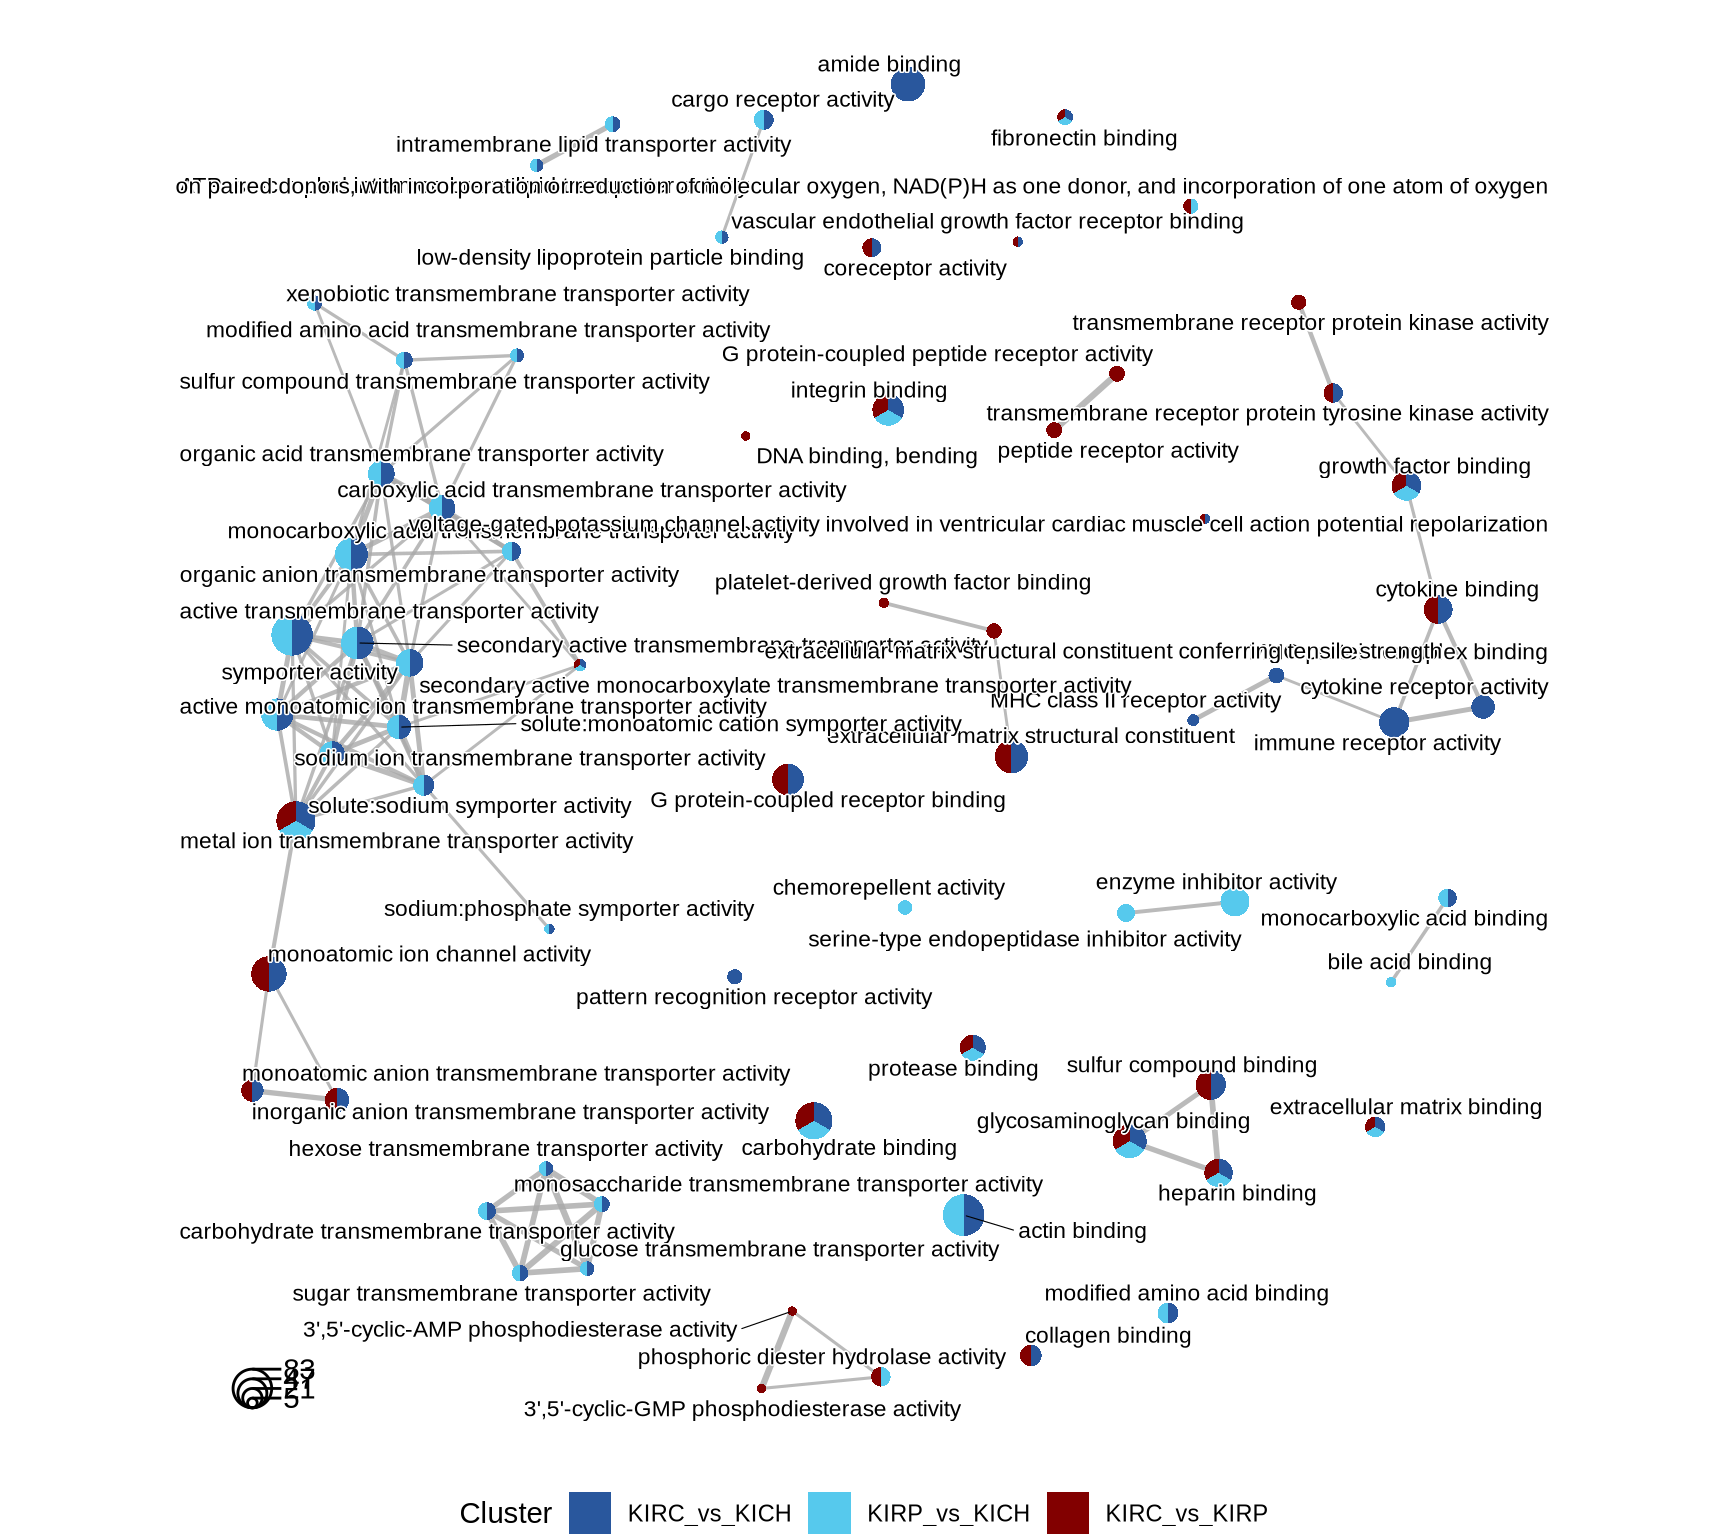 amide binding
cargo receptor activity
fibronectin binding
intramembrane lipid transporter activity
on paired donors, with incorporation or reduction of molecular oxygen, NAD(P)H as one donor, and incorporation of one atom of oxygen
vascular endothelial growth factor receptor binding
low-density lipoprotein particle binding
coreceptor activity
xenobiotic transmembrane transporter activity
transmembrane receptor protein kinase activity
modified amino acid transmembrane transporter activity
G protein-coupled peptide receptor activity
sulfur compound transmembrane transporter activity
integrin binding
transmembrane receptor protein tyrosine kinase activity
peptide receptor activity
organic acid transmembrane transporter activity
DNA binding, bending
growth factor binding
carboxylic acid transmembrane transporter activity
voltage-gated potassium channel activity involved in ventricular cardiac muscle cell action potential repolarization
monocarboxylic acid transmembrane transporter activity
organic anion transmembrane transporter activity
platelet-derived growth factor binding
cytokine binding
active transmembrane transporter activity
secondary active transmembrane transporter activity
extracellular matrix structural constituent conferring tensile strength
binding
symporter activity
secondary active monocarboxylate transmembrane transporter activity
cytokine receptor activity
MHC class II receptor activity
active monoatomic ion transmembrane transporter activity
solute:monoatomic cation symporter activity
extracellular matrix structural constituent
immune receptor activity
sodium ion transmembrane transporter activity
G protein-coupled receptor binding
solute:sodium symporter activity
metal ion transmembrane transporter activity
chemorepellent activity
enzyme inhibitor activity
sodium:phosphate symporter activity
monocarboxylic acid binding
serine-type endopeptidase inhibitor activity
monoatomic ion channel activity
bile acid binding
pattern recognition receptor activity
monoatomic anion transmembrane transporter activity
protease binding
sulfur compound binding
inorganic anion transmembrane transporter activity
extracellular matrix binding
glycosaminoglycan binding
hexose transmembrane transporter activity
carbohydrate binding
monosaccharide transmembrane transporter activity
heparin binding
carbohydrate transmembrane transporter activity
actin binding
glucose transmembrane transporter activity
sugar transmembrane transporter activity
modified amino acid binding
3',5'-cyclic-AMP phosphodiesterase activity
collagen binding
phosphoric diester hydrolase activity
3',5'-cyclic-GMP phosphodiesterase activity
83
21
5
Cluster KIRC_vs_KICH KIRP_vs_KICH KIRC_vs_KIRP